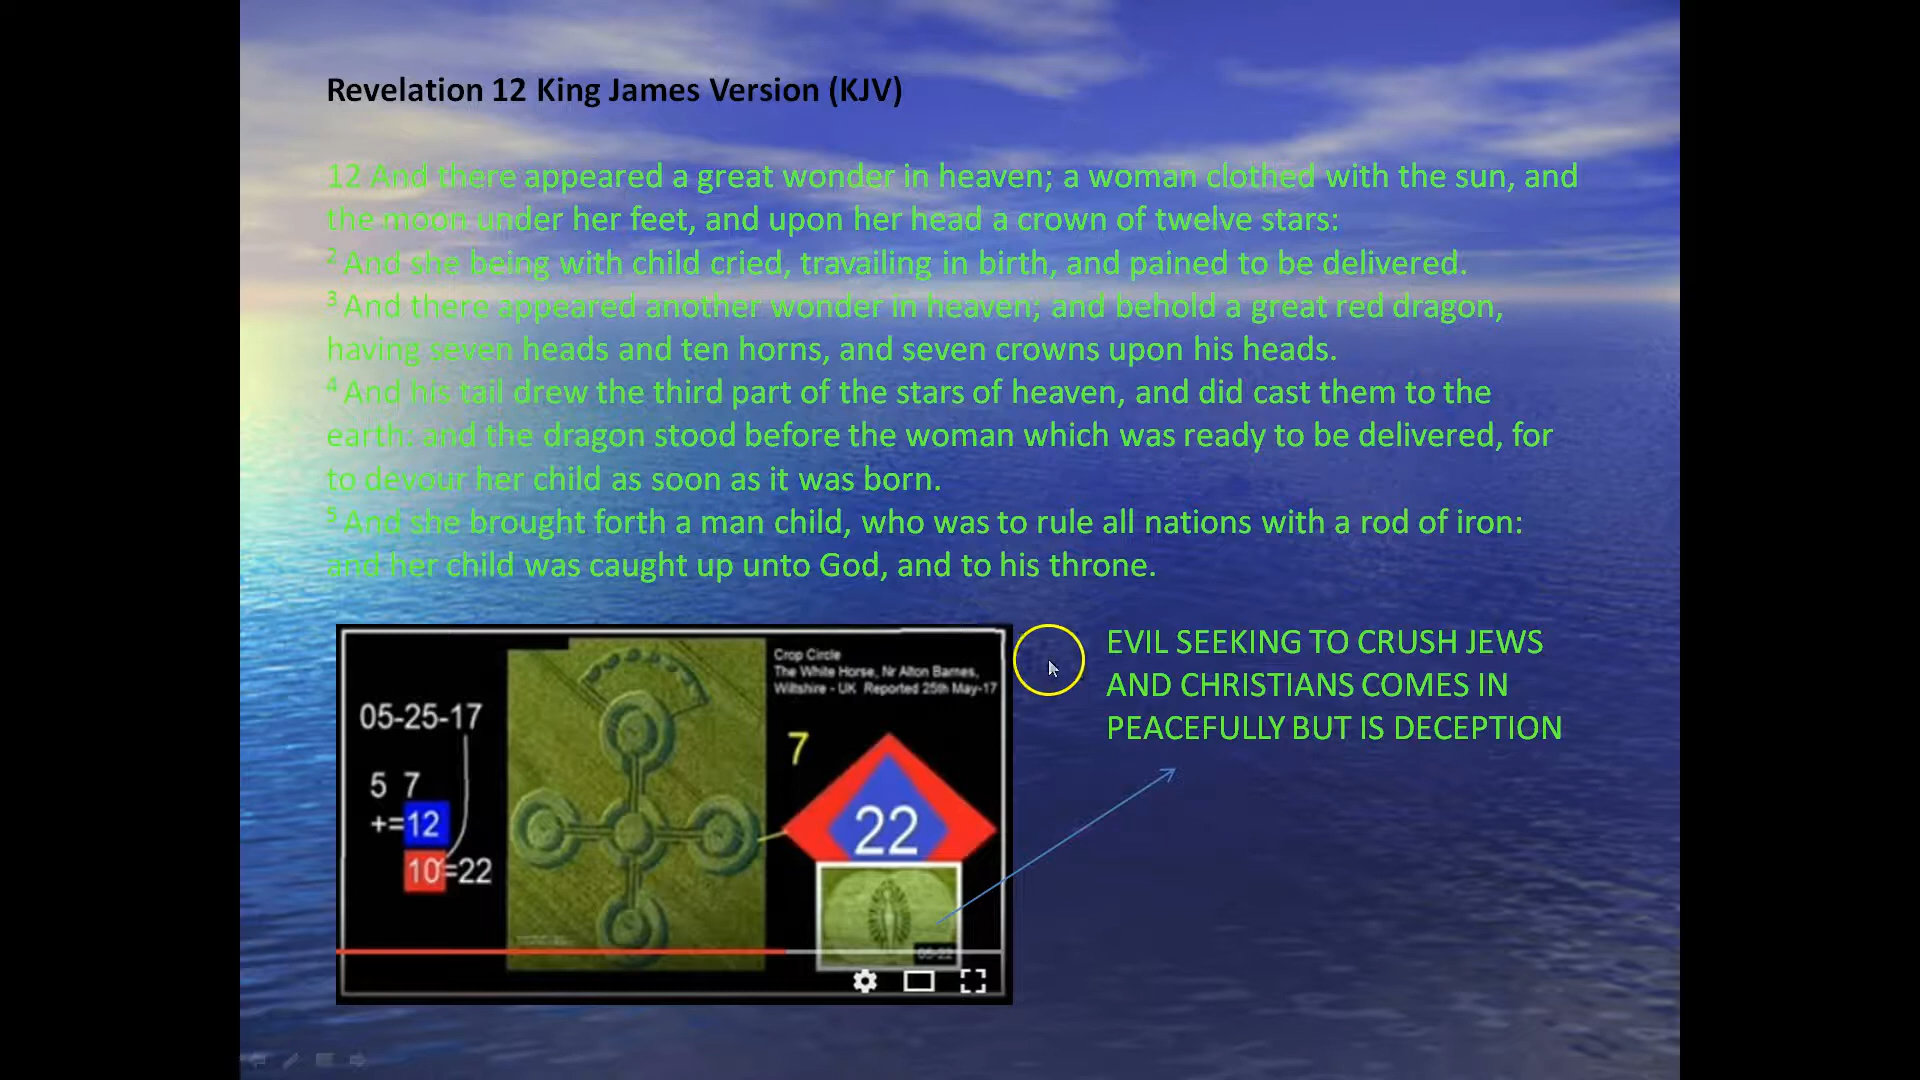 Revelation 12 King James Version (KJV)
12 And there appeared a great wonder in heaven; a woman clothed with the sun, and
the moon under her feet, and upon her head a crown of twelve stars:
2 And she being with child cried, travailing in birth, and pained to be delivered.
3 And there appeared another wonder in heaven; and behold a great red dragon,
having seven heads and ten horns, and seven crowns upon his heads.
4 And his tail drew the third part of the stars of heaven, and did cast them to the
earth: and the dragon stood before the woman which was ready to be delivered, for
to devour her child as soon as it was born.
5 And she brought forth a man child, who was to rule all nations with a rod of iron:
and her child was caught up unto God, and to his throne.
Crop Circle
The White Horse, Nr Alton Barnes,
Wiltshire - UK Reported 25th May-17
05-25-17
5 7
+=12
10=22
7
22
05-22
EVIL SEEKING TO CRUSH JEWS
AND CHRISTIANS COMES IN
PEACEFULLY BUT IS DECEPTION